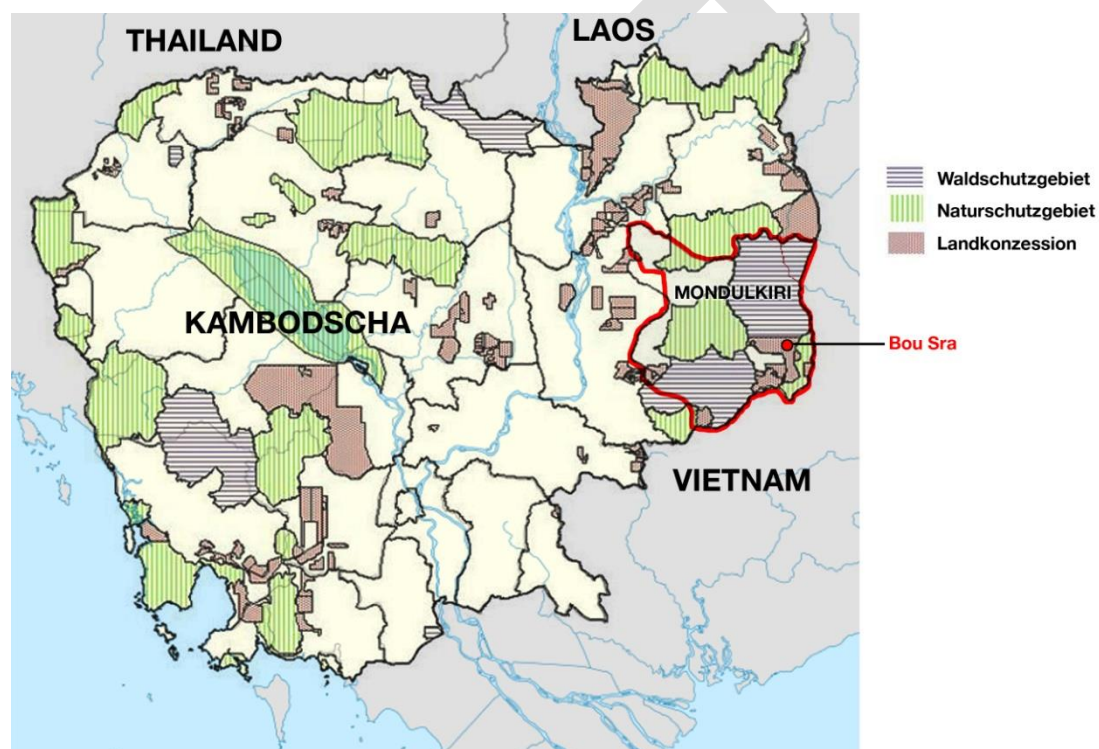 THAILAND
LAOS
Waldschutzgebiet
Naturschutzgebiet
Landkonzession
MONDULKIRI
KAMBODSCHA
Bou Sra
VIETNAM